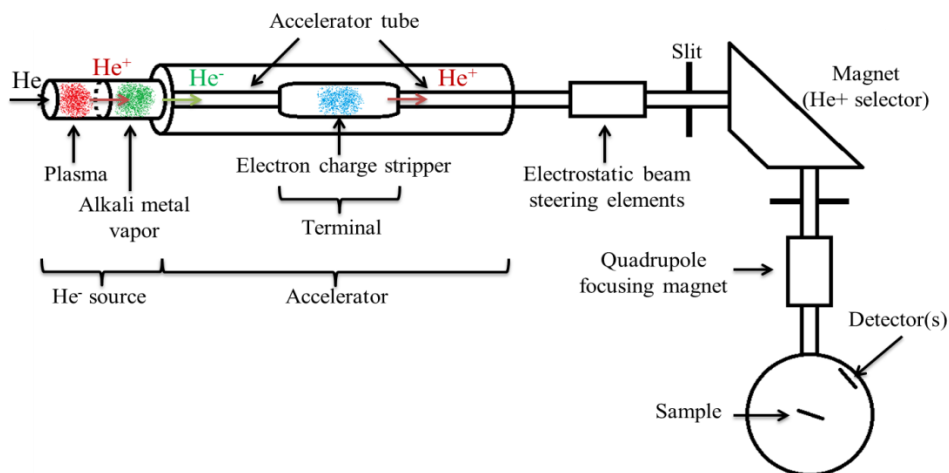 Accelerator tube
He
He⁺
He⁻
He⁺
Slit
Magnet
(He+ selector)
Plasma
Alkali metal
vapor
Electron charge stripper
Terminal
Electrostatic beam
steering elements
He⁻ source
Accelerator
Quadrupole
focusing magnet
Detector(s)
Sample